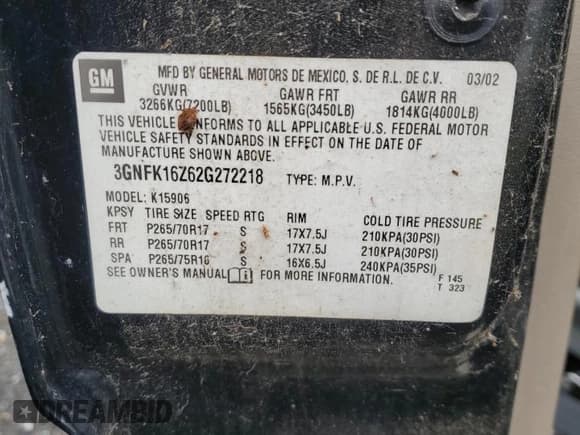 GM
MFD BY GENERAL MOTORS DE MEXICO, S. DE R.L. DE C.V. 03/02
GVWR GAWR FRT GAWR RR
3266KG(7200LB) 1565KG(3450LB) 1814KG(4000LB)
THIS VEHICLE CONFORMS TO ALL APPLICABLE U.S. FEDERAL MOTOR
VEHICLE SAFETY STANDARDS IN EFFECT ON THE DATE OF
MANUFACTURE SHOWN ABOVE.
3GNFK16Z62G272218 TYPE: M.P.V.
MODEL: K15906
KPSY TIRE SIZE SPEED RTG RIM COLD TIRE PRESSURE
FRT P265/70R17 S 17X7.5J 210KPA(30PSI)
RR P265/70R17 S 17X7.5J 210KPA(30PSI)
SPA P265/75R16 S 16X6.5J 240KPA(35PSI)
SEE OWNER'S MANUAL FOR MORE INFORMATION.
F 145
T 323
DREAMBID